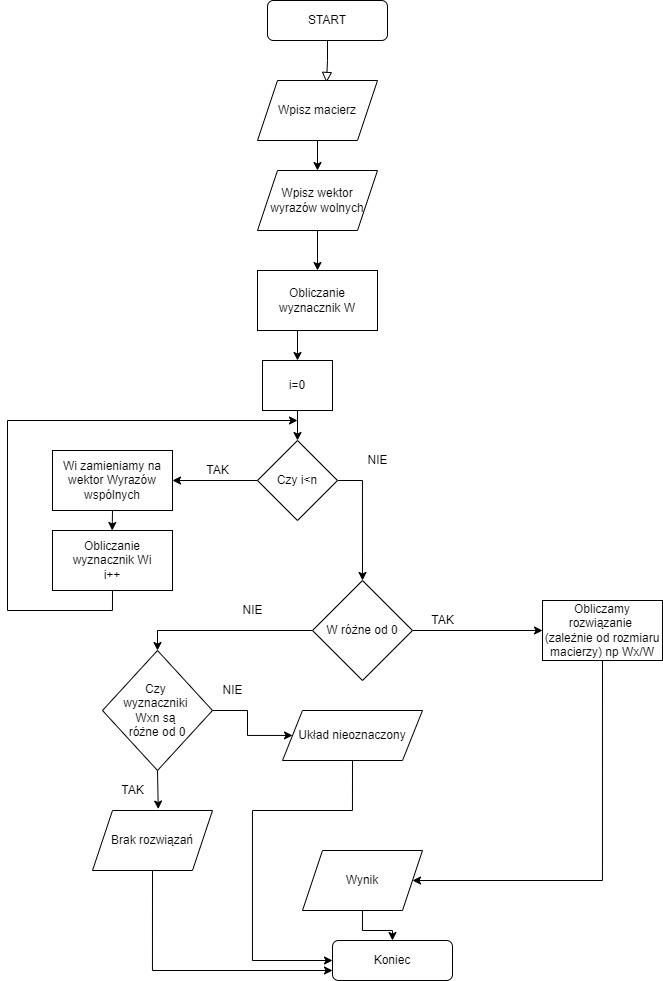 START
Wpisz macierz
Wpisz wektor
wyrazów wolnych
Obliczanie
wyznacznik W
i=0
Czy i<n
TAK
NIE
Wi zamieniamy na
wektor Wyrazów
wspólnych
Obliczanie
wyznacznik Wi
i++
W różne od 0
NIE
TAK
Obliczamy
rozwiązanie
(zależnie od rozmiaru
macierzy) np Wx/W
Czy
wyznaczniki
Wxn są
różne od 0
NIE
Układ nieoznaczony
TAK
Brak rozwiązań
Wynik
Koniec